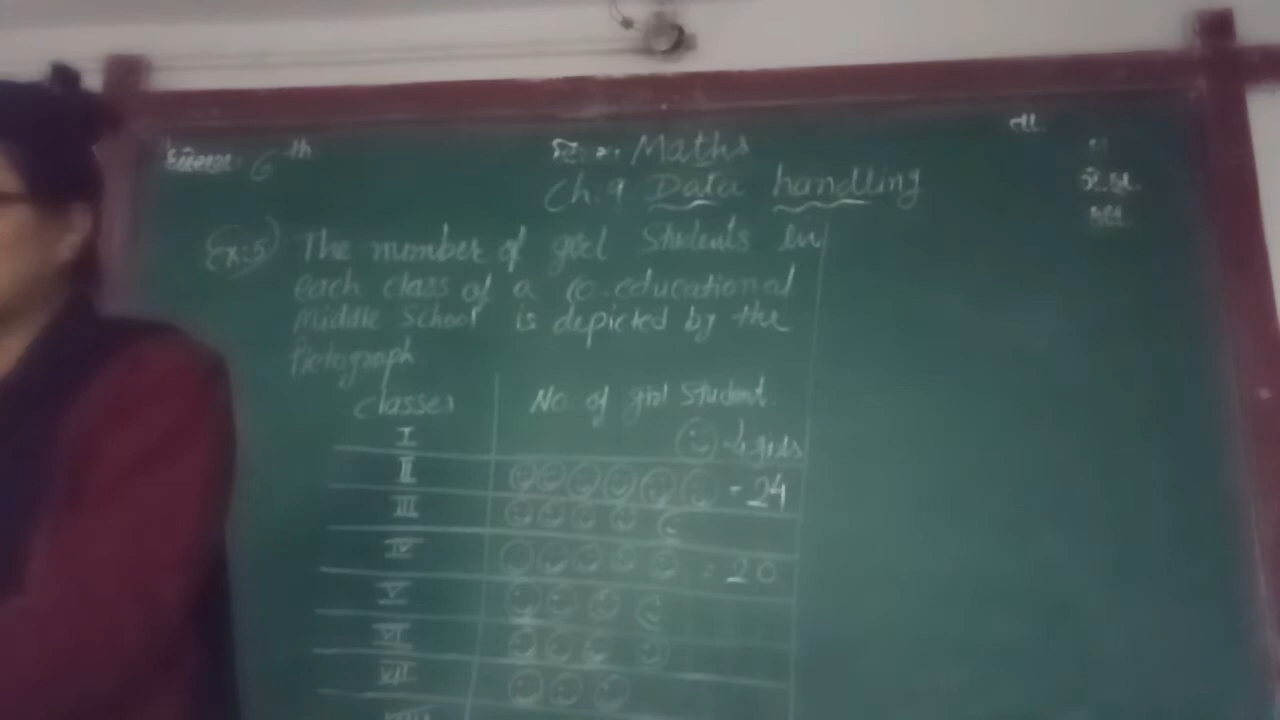 6th Maths
Ch.9 Data handling
Ex:5) The number of girl Students in
each class of a co-educational
Middle School is depicted by the
Pictograph
classes No. of girl Student
I - 4 girls
II = 24
III
IV = 20
V
VI
VII